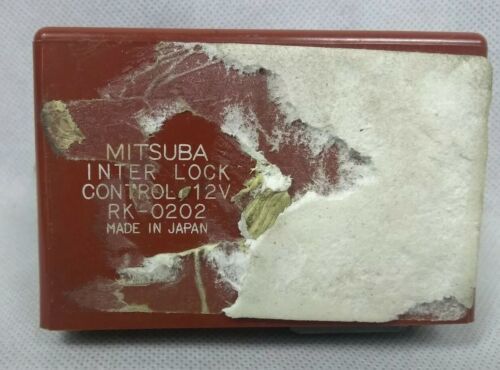 MITSUBA
INTER LOCK
CONTROL 12V
RK-0202
MADE IN JAPAN